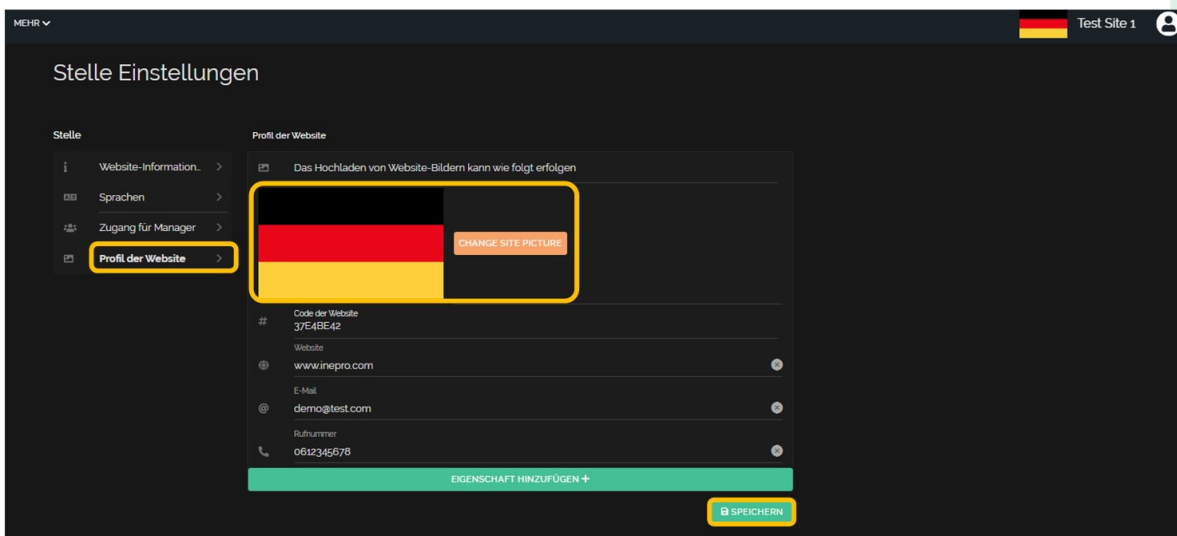 MEHR
Test Site 1
Stelle Einstellungen
Stelle
Profil der Website
Website-Information..
Das Hochladen von Website-Bildern kann wie folgt erfolgen
Sprachen
Zugang für Manager
Profil der Website
CHANGE SITE PICTURE
Code der Website
37E4BE42
Website
www.inepro.com
E-Mail
demo@test.com
Rufnummer
0612345678
EIGENSCHAFT HINZUFÜGEN +
SPEICHERN